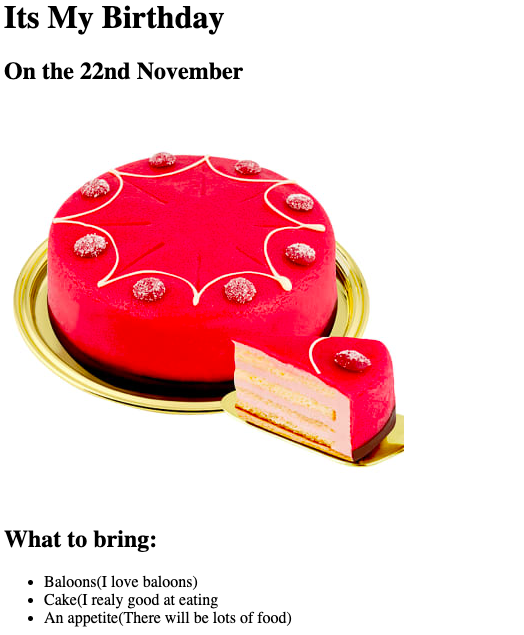 Its My Birthday
On the 22nd November
What to bring:
Baloons(I love baloons)
Cake(I realy good at eating
An appetite(There will be lots of food)